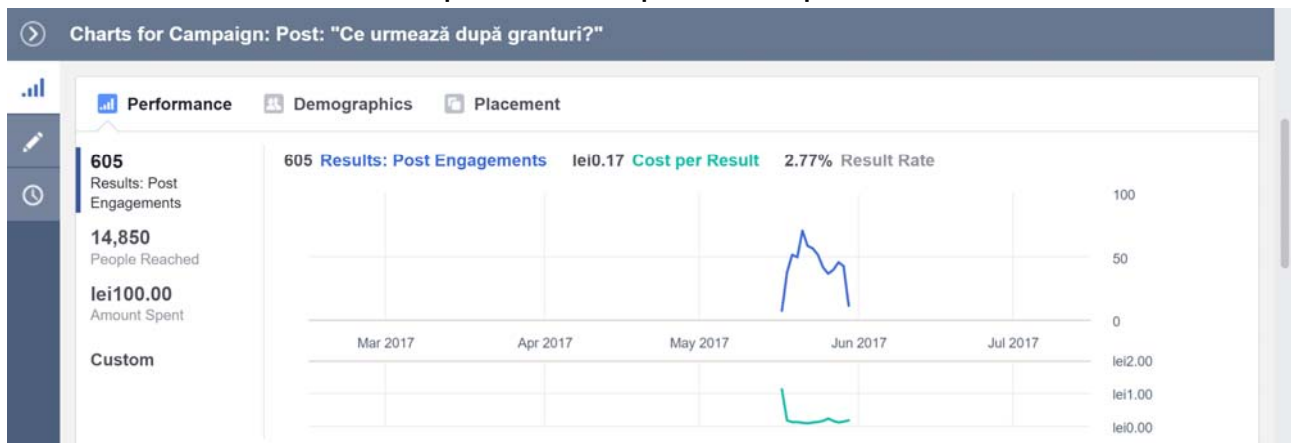 Charts for Campaign: Post: "Ce urmează după granturi?"
Performance Demographics Placement
605
Results: Post
Engagements
14,850
People Reached
lei100.00
Amount Spent
Custom
605 Results: Post Engagements lei0.17 Cost per Result 2.77% Result Rate
100
50
0
Mar 2017 Apr 2017 May 2017 Jun 2017 Jul 2017
lei2.00
lei1.00
lei0.00